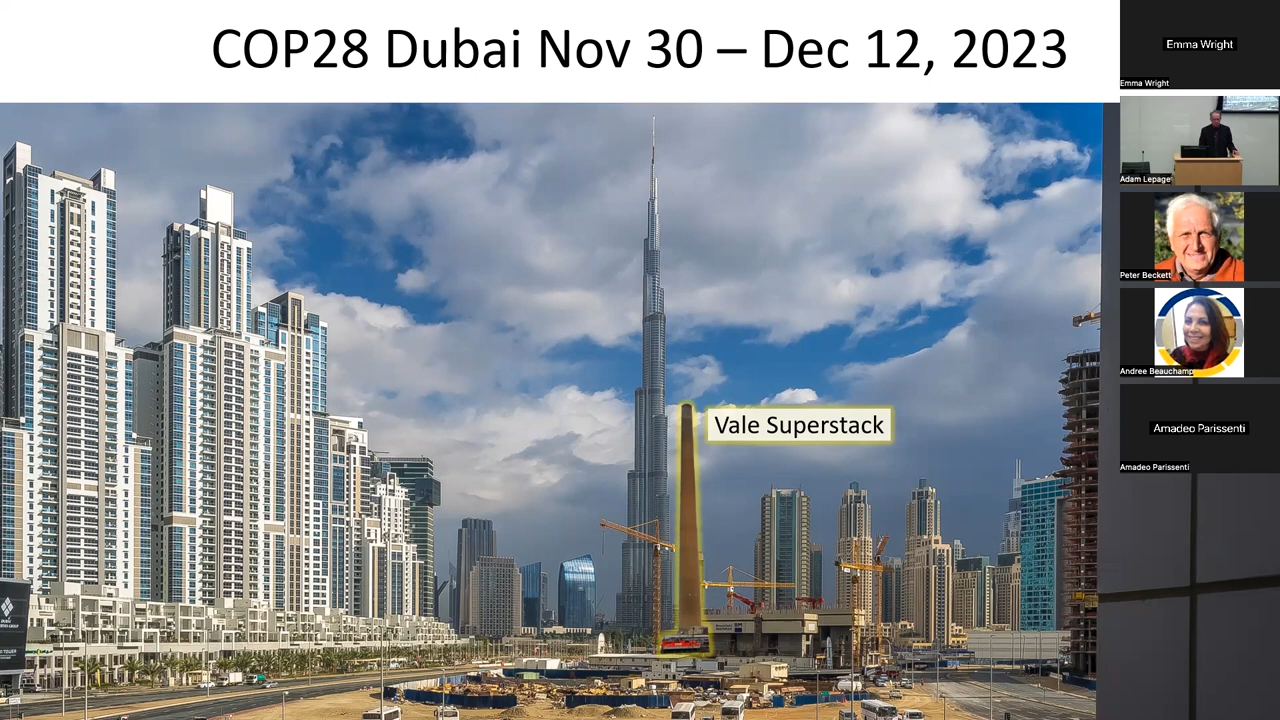 COP28 Dubai Nov 30 – Dec 12, 2023
Vale Superstack
Emma Wright
Emma Wright
Adam Lepage
Peter Beckett
Andree Beauchamp
Amadeo Parissenti
Amadeo Parissenti